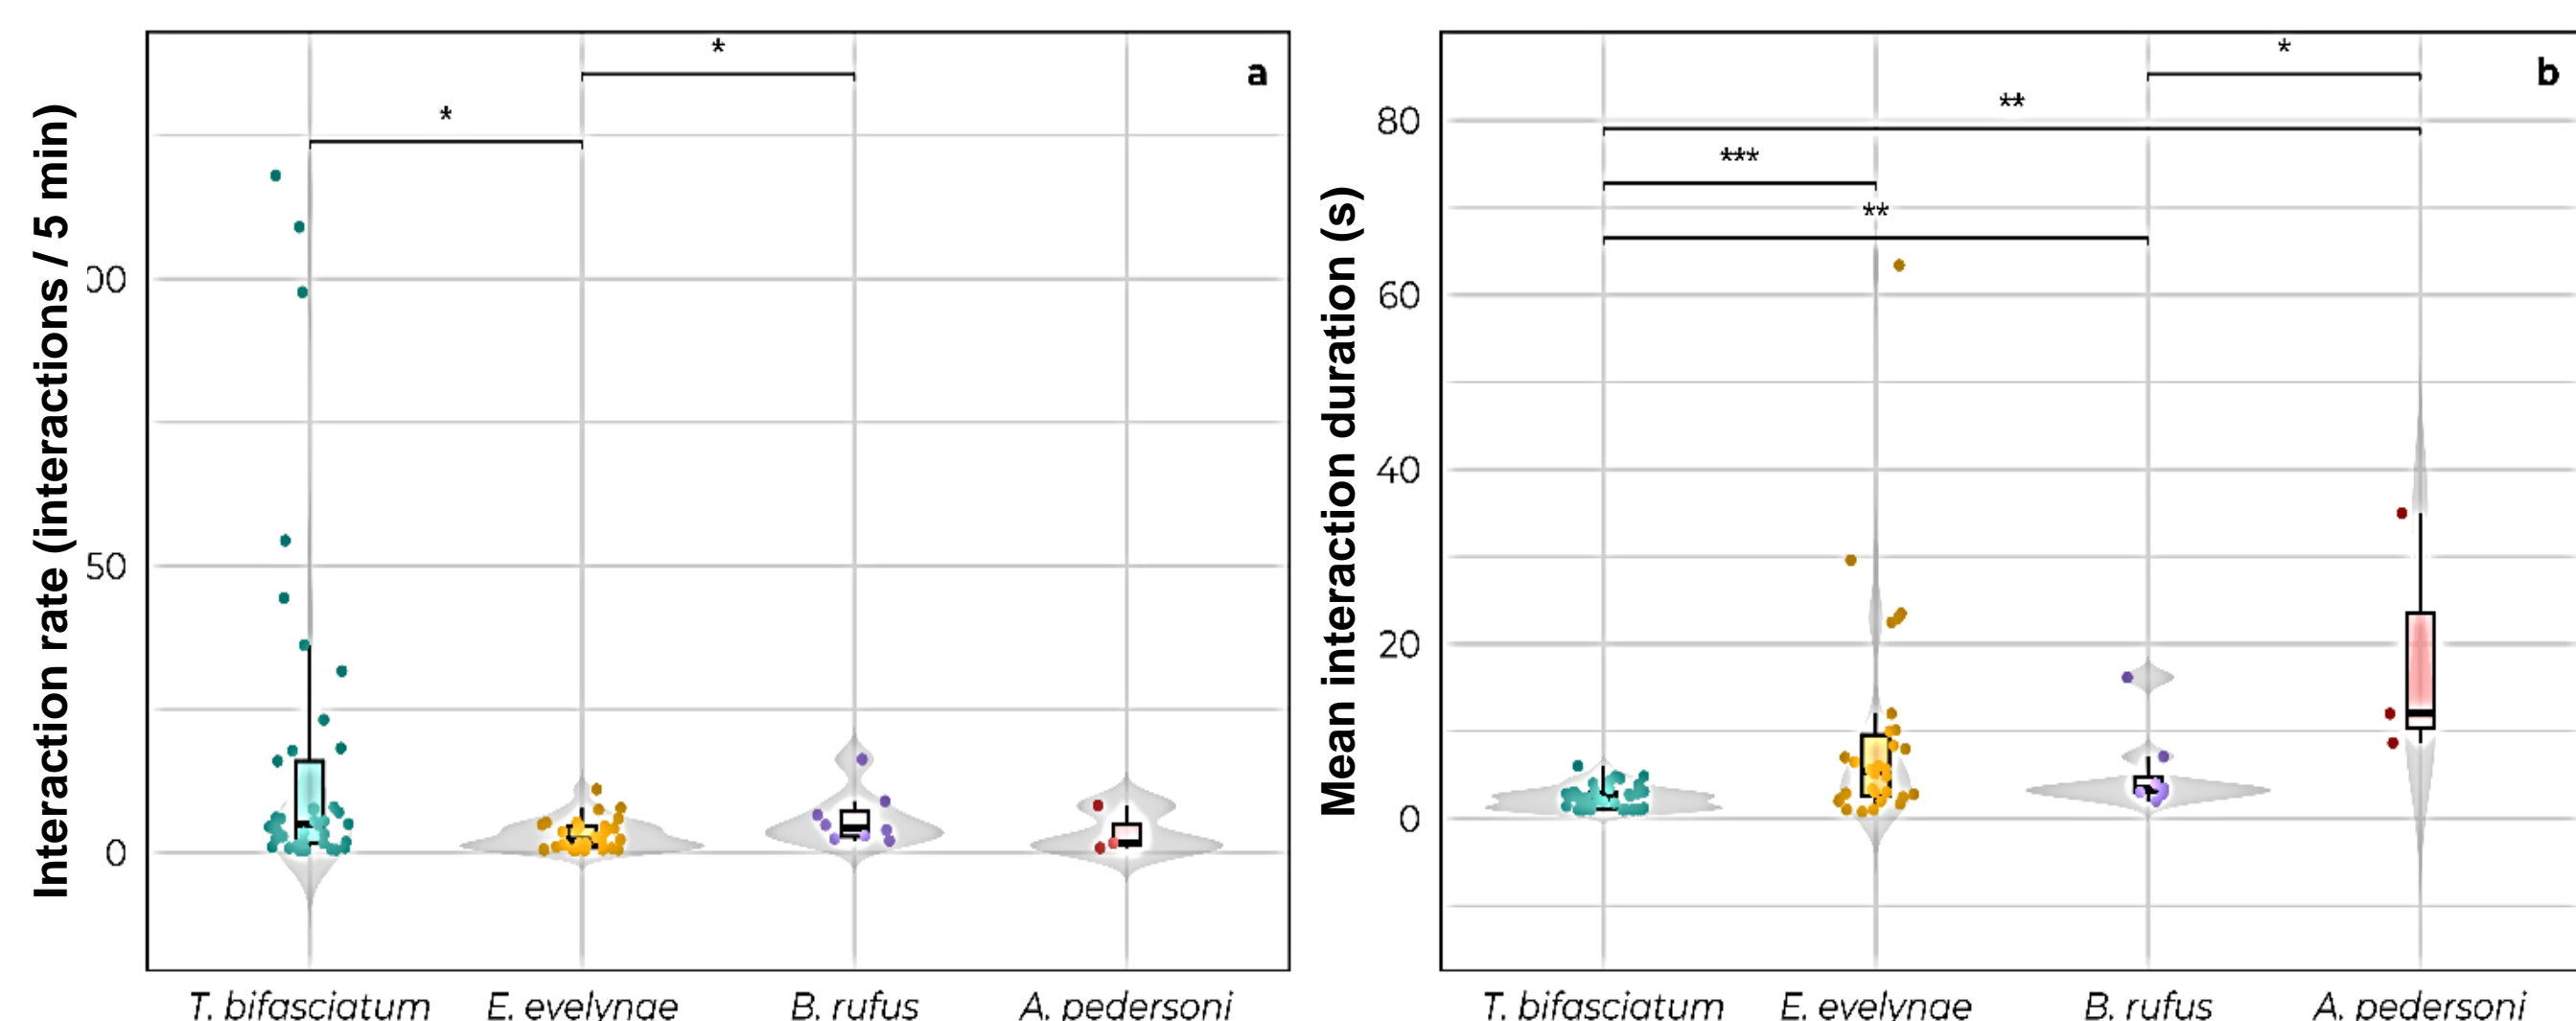 Interaction rate (interactions / 5 min)
00
50
0
*
*
a
T. bifasciatum
E. evelynae
B. rufus
A. pedersoni
Mean interaction duration (s)
80
60
40
20
0
*
**
***
**
b
T. bifasciatum
E. evelynae
B. rufus
A. pedersoni